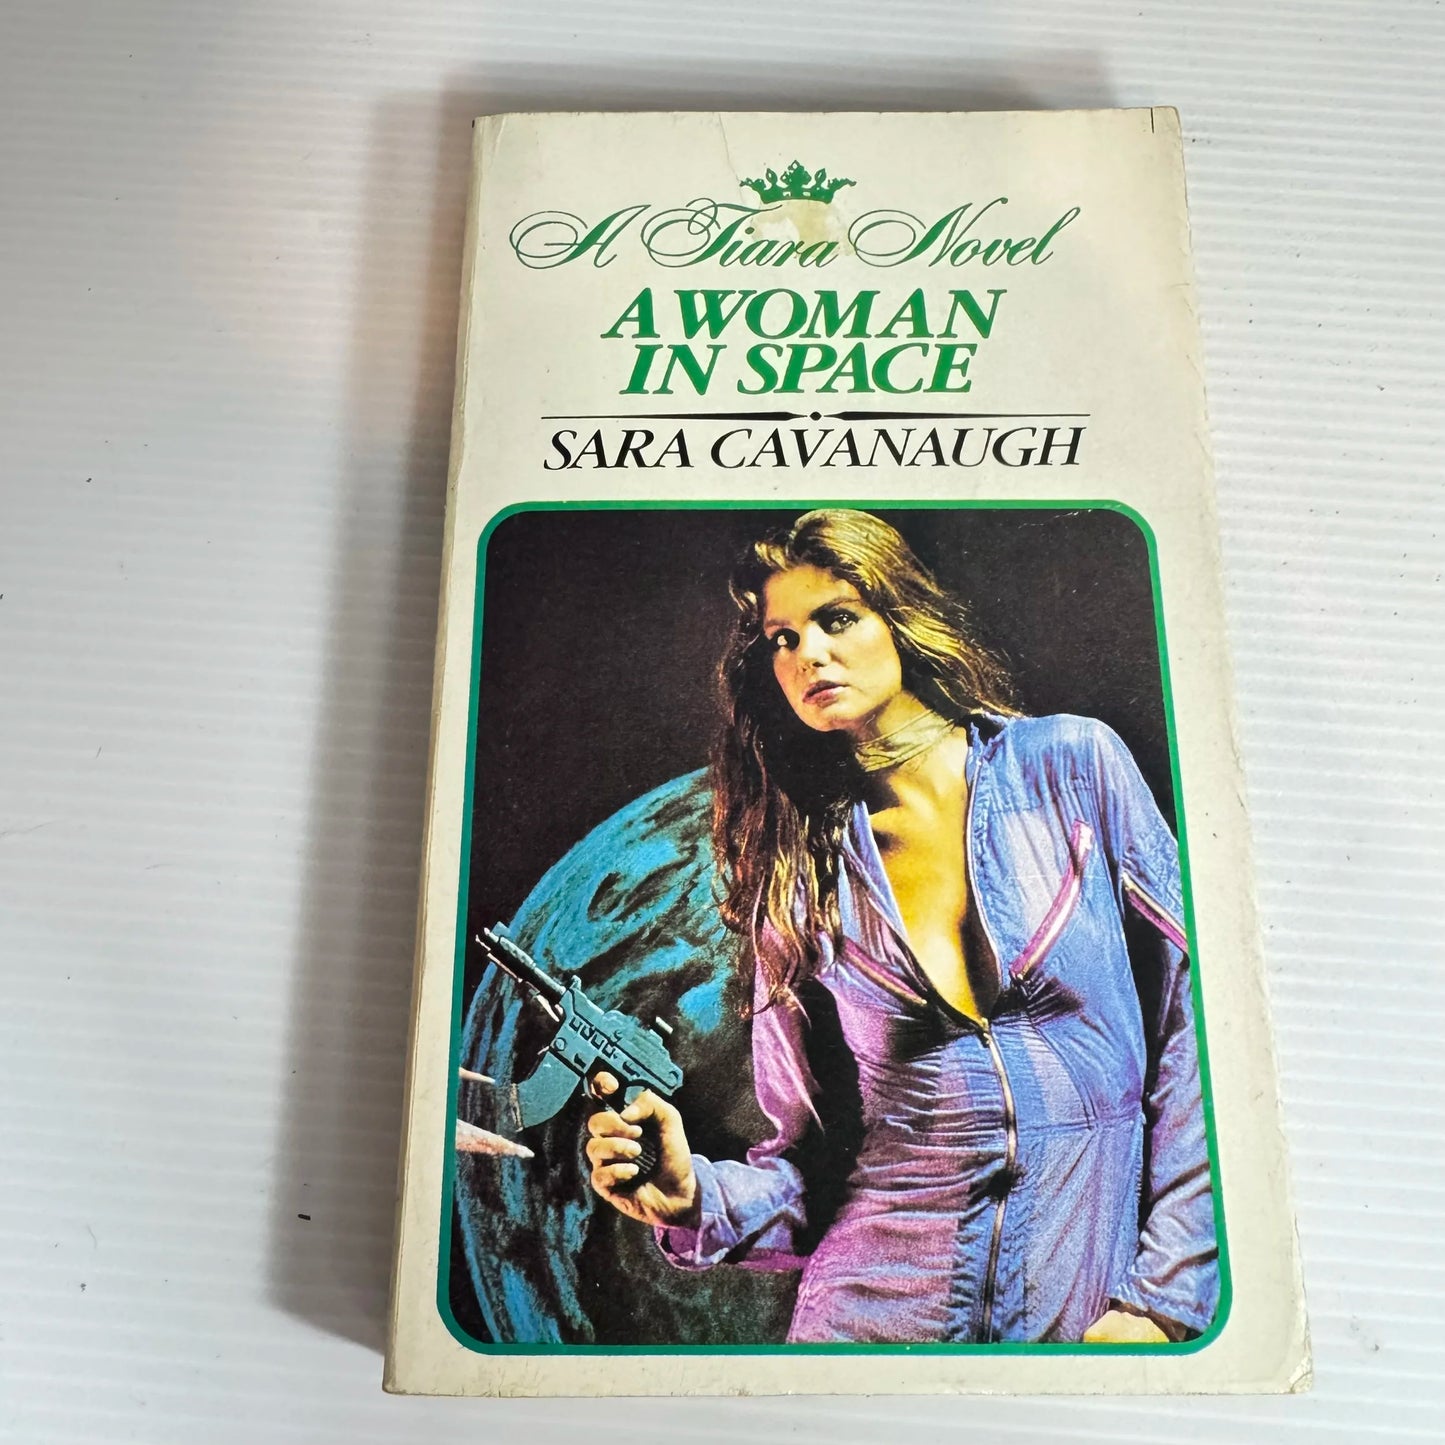 A Tiara Novel
A WOMAN
IN SPACE
SARA CAVANAUGH